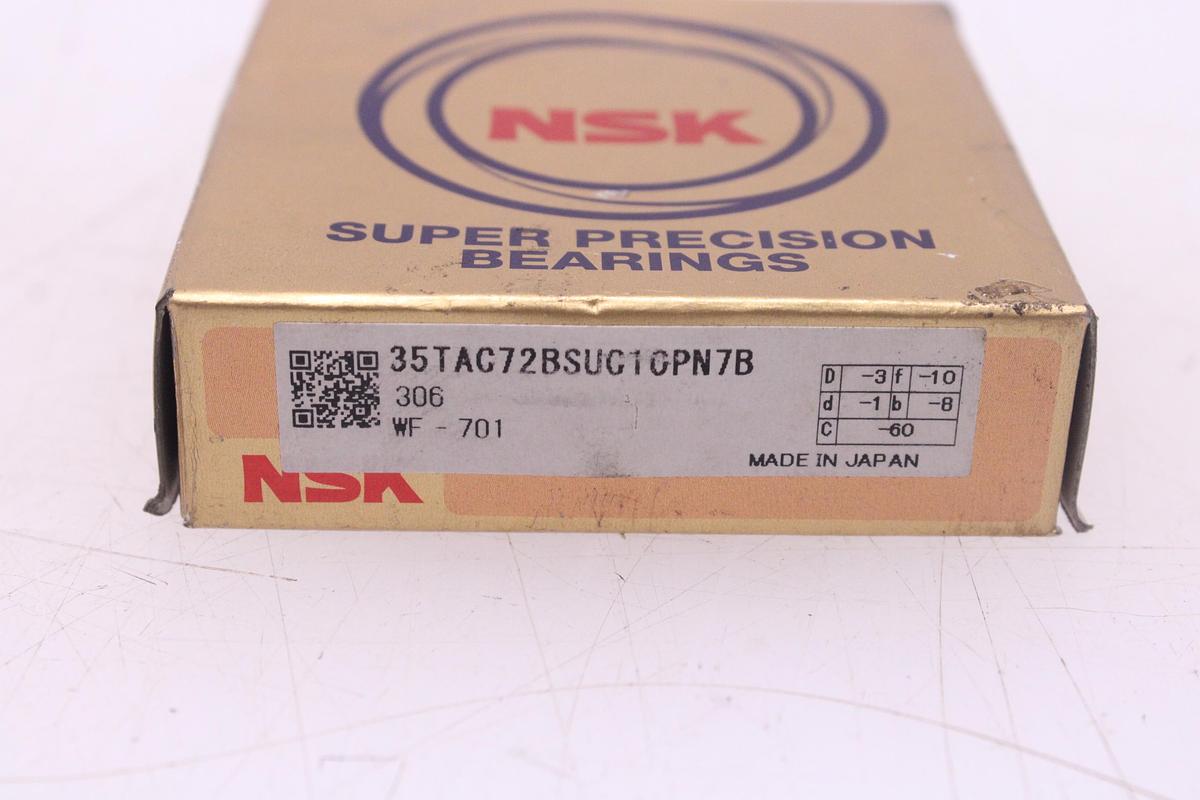 NSK
SUPER PRECISION
BEARINGS
35TAC72BSUC10PN7B
306
WF - 701
D -3 f -10
d -1 b -8
C -60
MADE IN JAPAN
NSK